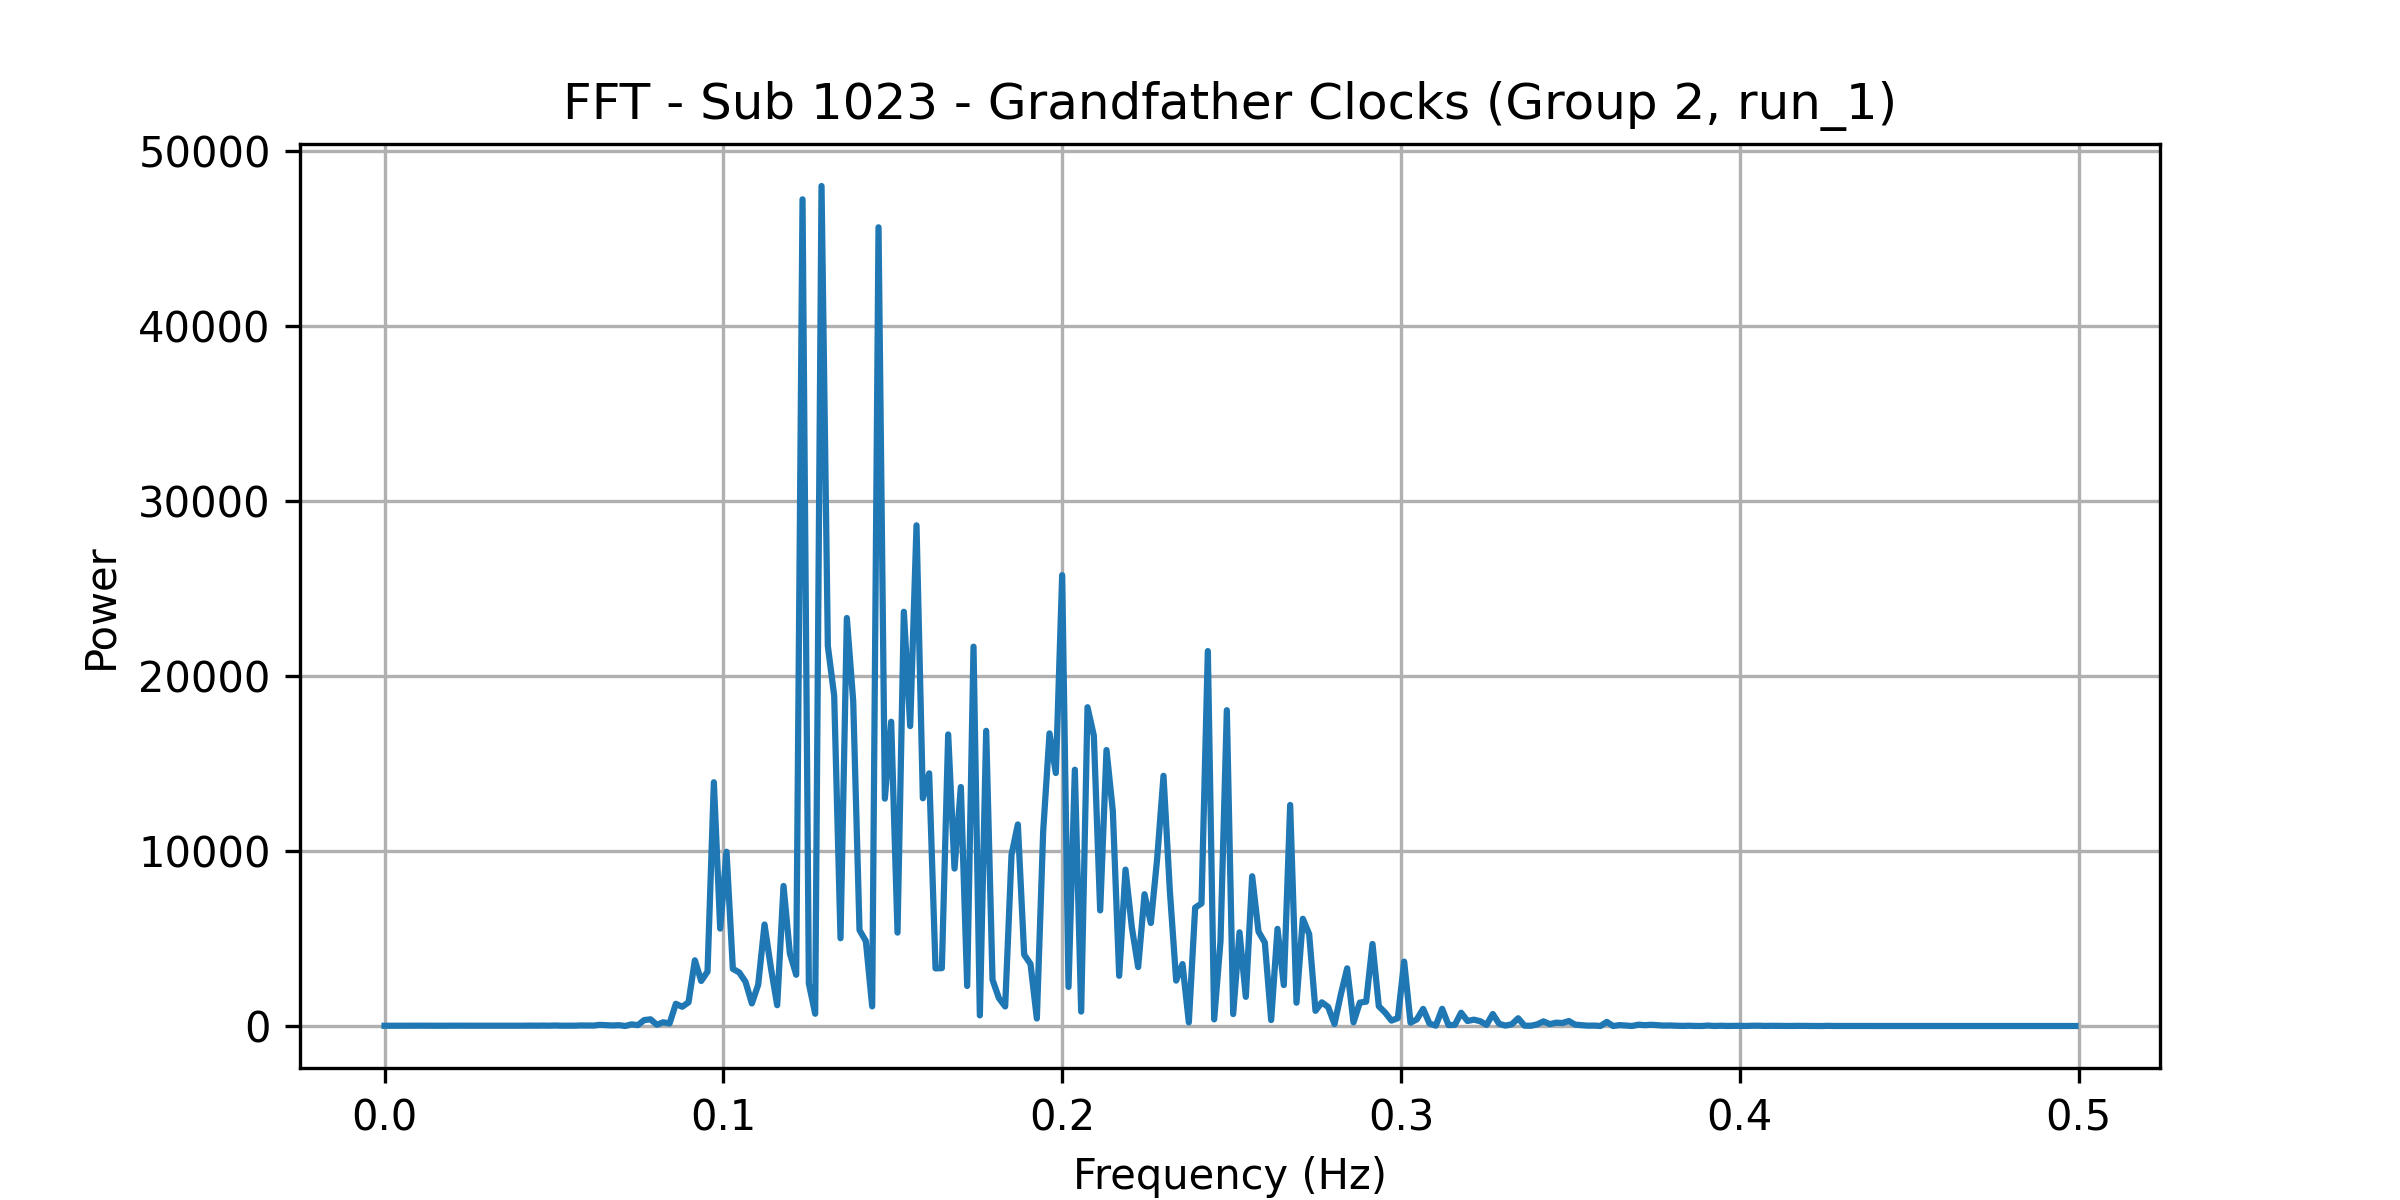 FFT - Sub 1023 - Grandfather Clocks (Group 2, run_1)
50000
40000
30000
20000
10000
0
Power
0.0 0.1 0.2 0.3 0.4 0.5
Frequency (Hz)